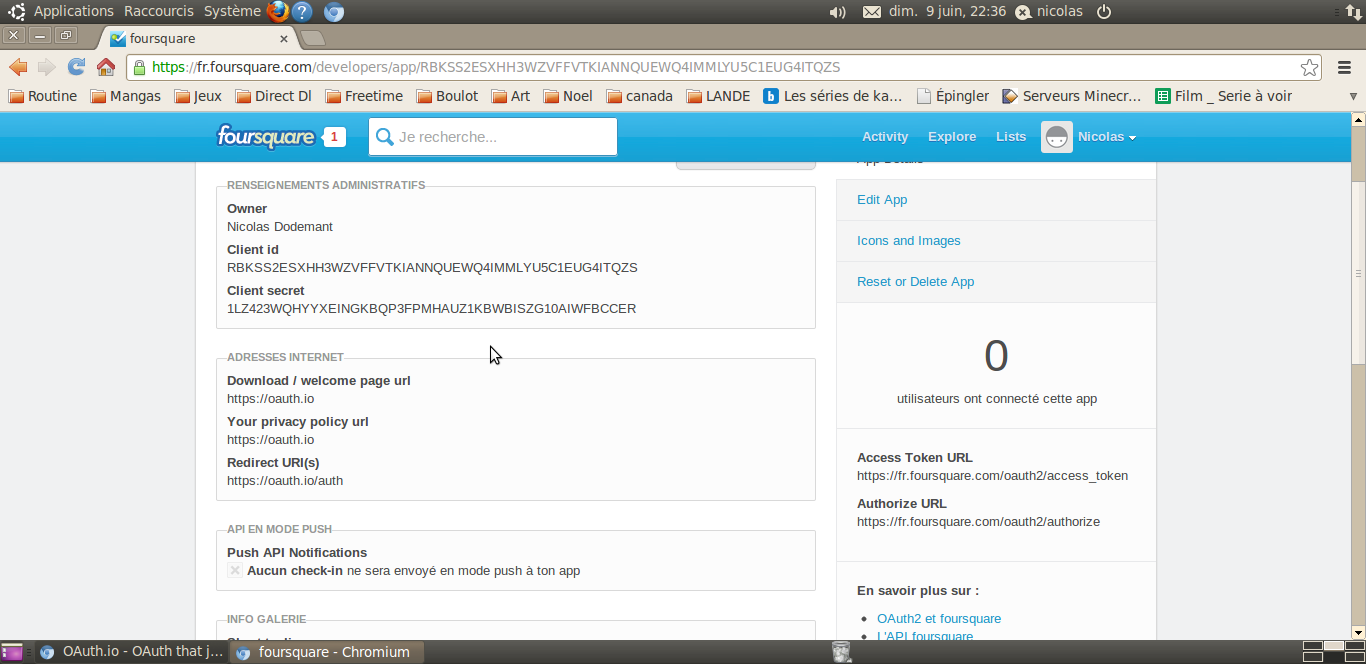 Applications Raccourcis Système dim. 9 juin, 22:36 nicolas
foursquare
https://fr.foursquare.com/developers/app/RBKSS2ESXHH3WZVFFVTKIANNQUEWQ4IMMLYU5C1EUG4ITQZS
Routine Mangas Jeux Direct Dl Freetime Boulot Art Noel canada LANDE Les séries de ka... Épingler Serveurs Minecr... Film _ Serie à voir
foursquare 1 Je recherche... Activity Explore Lists Nicolas
App Details
RENSEIGNEMENTS ADMINISTRATIFS
Owner
Nicolas Dodemant
Client id
RBKSS2ESXHH3WZVFFVTKIANNQUEWQ4IMMLYU5C1EUG4ITQZS
Client secret
1LZ423WQHYYXEINGKBQP3FPMHAUZ1KBWBISZG10AIWFBCCER
ADRESSES INTERNET
Download / welcome page url
https://oauth.io
Your privacy policy url
https://oauth.io
Redirect URI(s)
https://oauth.io/auth
API EN MODE PUSH
Push API Notifications
Aucun check-in ne sera envoyé en mode push à ton app
INFO GALERIE
Edit App
Icons and Images
Reset or Delete App
0
utilisateurs ont connecté cette app
Access Token URL
https://fr.foursquare.com/oauth2/access_token
Authorize URL
https://fr.foursquare.com/oauth2/authorize
En savoir plus sur :
OAuth2 et foursquare
L'API foursquare
OAuth.io - OAuth that j... foursquare - Chromium